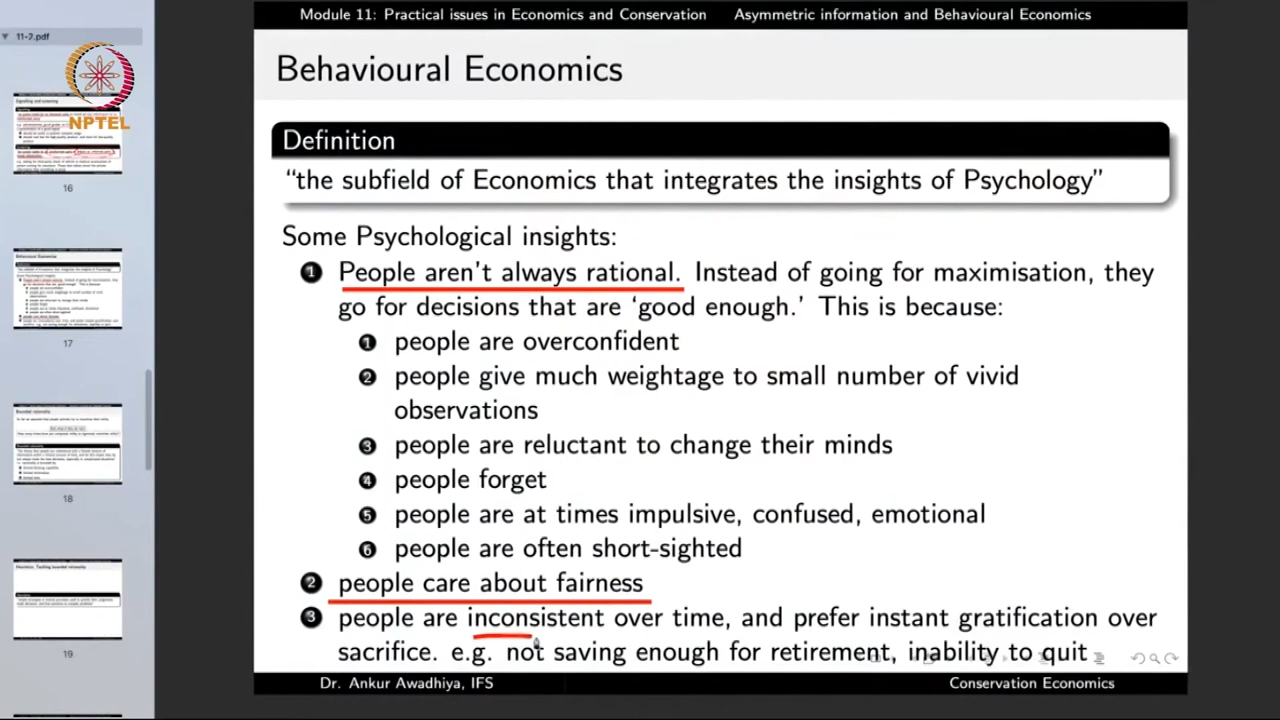 Module 11: Practical issues in Economics and Conservation Asymmetric information and Behavioural Economics
11-2.pdf
NPTEL
16
17
18
19
Behavioural Economics
Definition
“the subfield of Economics that integrates the insights of Psychology”
Some Psychological insights:
1 People aren't always rational. Instead of going for maximisation, they
go for decisions that are ‘good enough.’ This is because:
1 people are overconfident
2 people give much weightage to small number of vivid
observations
3 people are reluctant to change their minds
4 people forget
5 people are at times impulsive, confused, emotional
6 people are often short-sighted
2 people care about fairness
3 people are inconsistent over time, and prefer instant gratification over
sacrifice. e.g. not saving enough for retirement, inability to quit
Dr. Ankur Awadhiya, IFS Conservation Economics